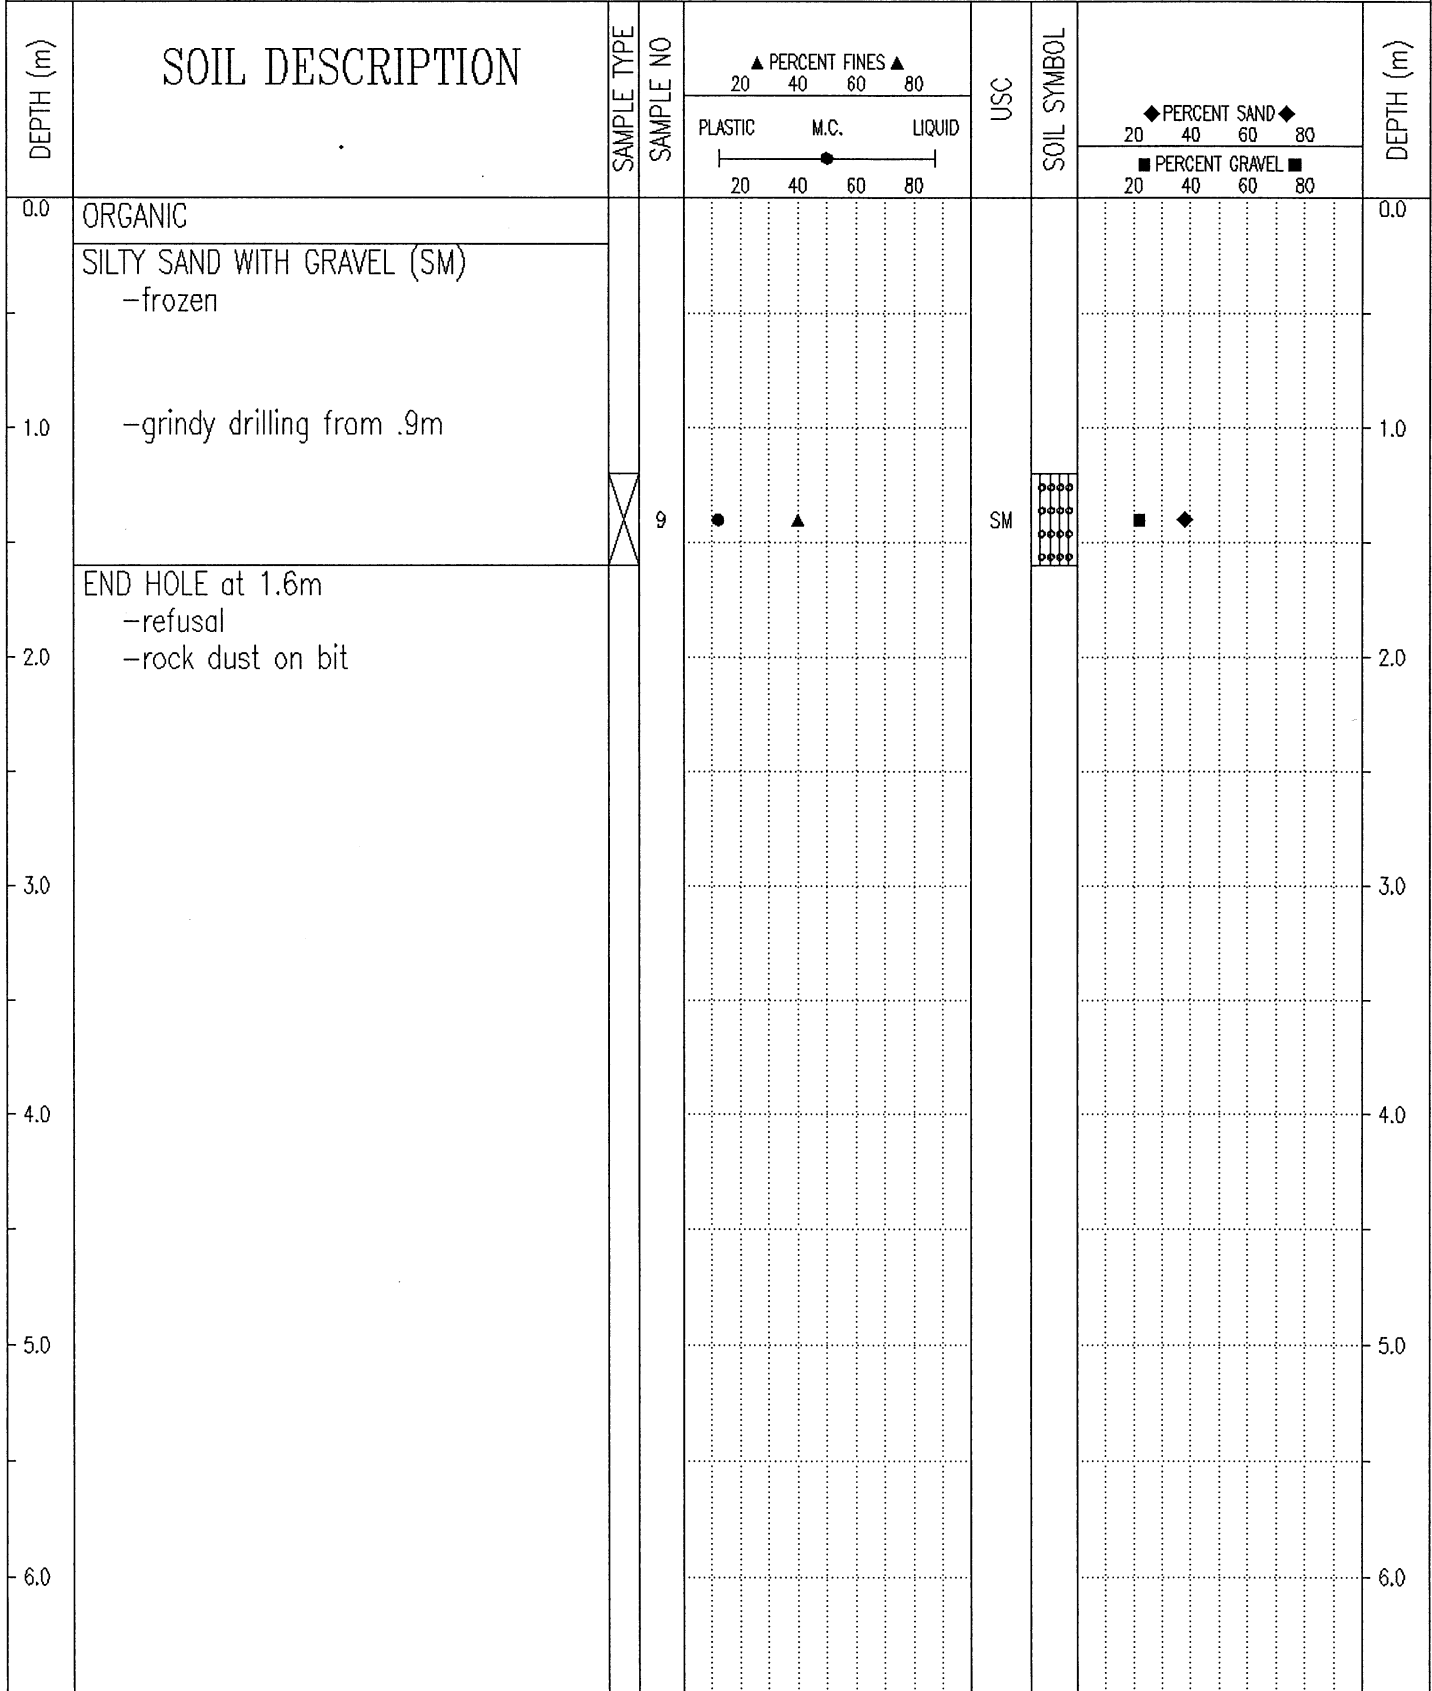 DEPTH (m)
SOIL DESCRIPTION
SAMPLE TYPE
SAMPLE NO
▲ PERCENT FINES ▲
20 40 60 80
PLASTIC M.C. LIQUID
20 40 60 80
USC
SOIL SYMBOL
◆ PERCENT SAND ◆
20 40 60 80
■ PERCENT GRAVEL ■
20 40 60 80
DEPTH (m)
0.0 ORGANIC 0.0
SILTY SAND WITH GRAVEL (SM)
-frozen
1.0 -grindy drilling from .9m 1.0
9 SM
END HOLE at 1.6m
-refusal
2.0 -rock dust on bit 2.0
3.0 3.0
4.0 4.0
5.0 5.0
6.0 6.0